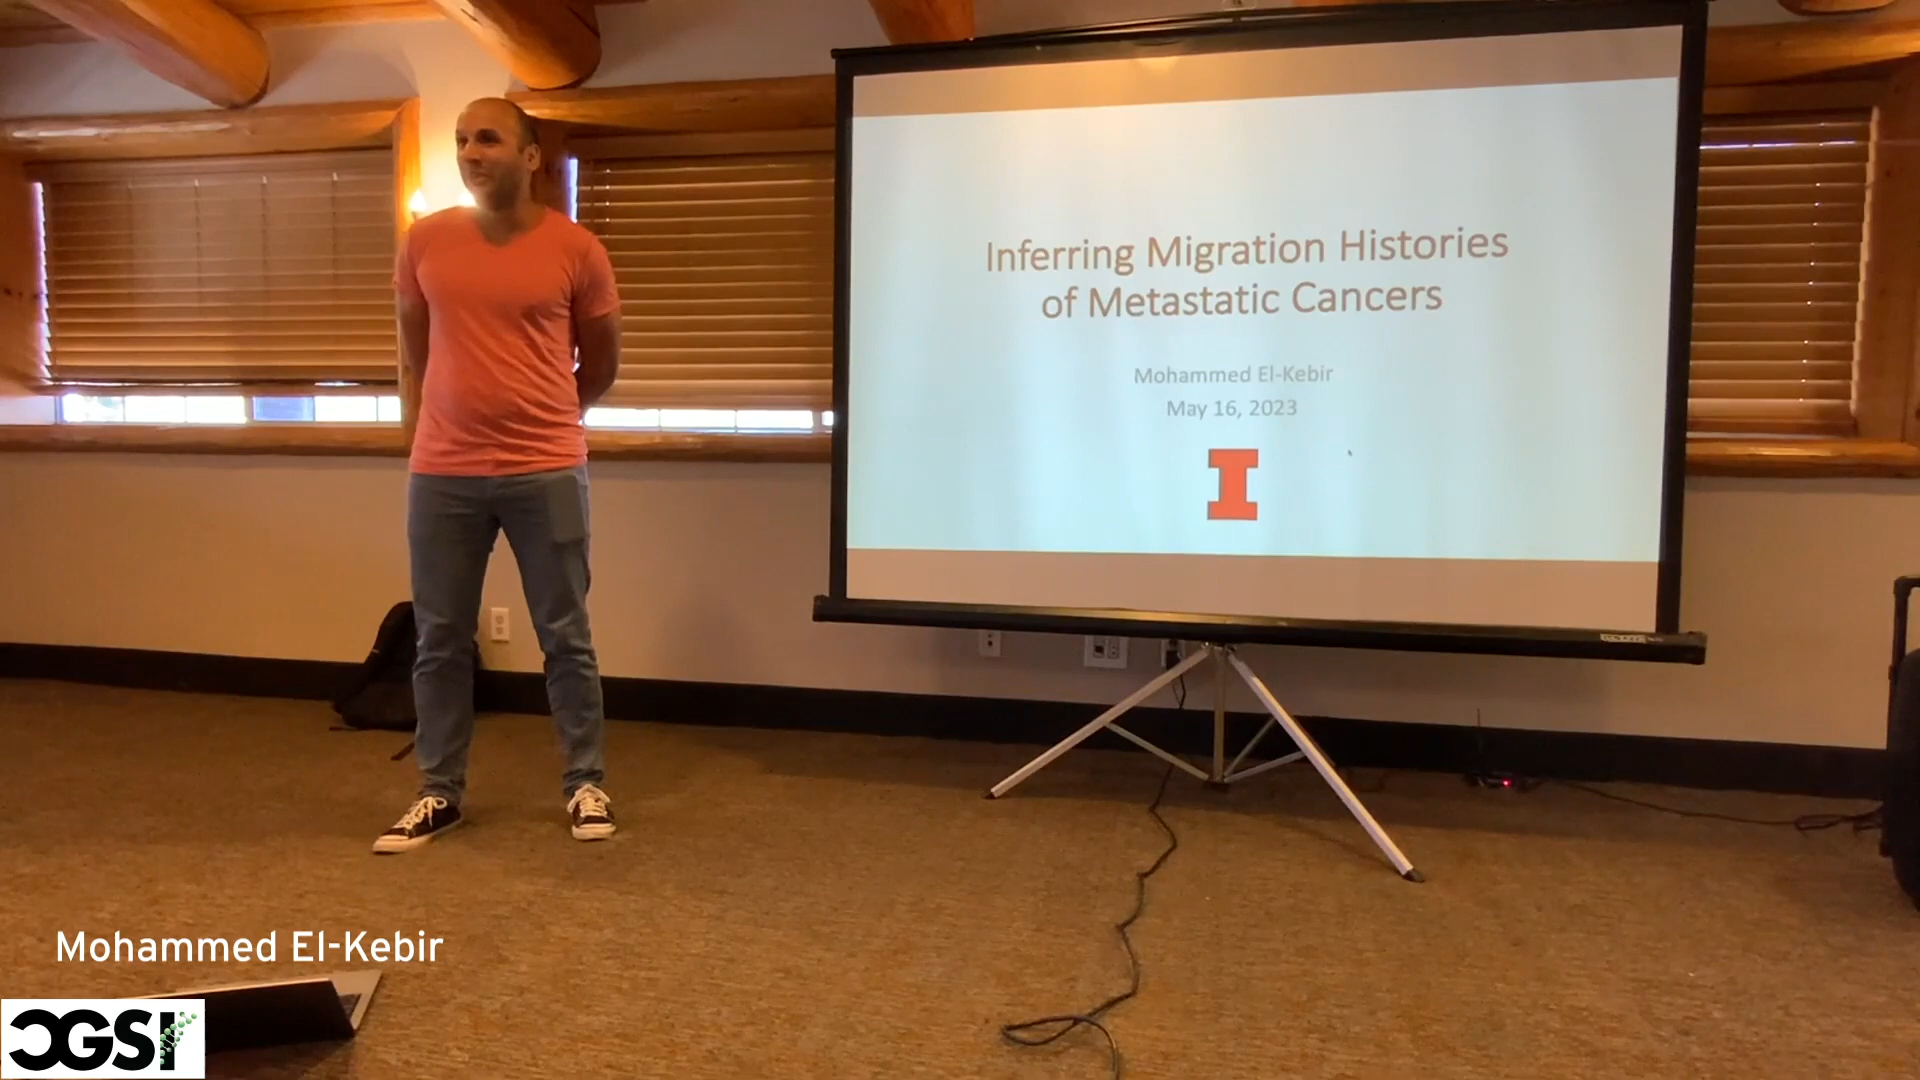 Inferring Migration Histories
of Metastatic Cancers
Mohammed El-Kebir
May 16, 2023
I
Mohammed El-Kebir
CGSI